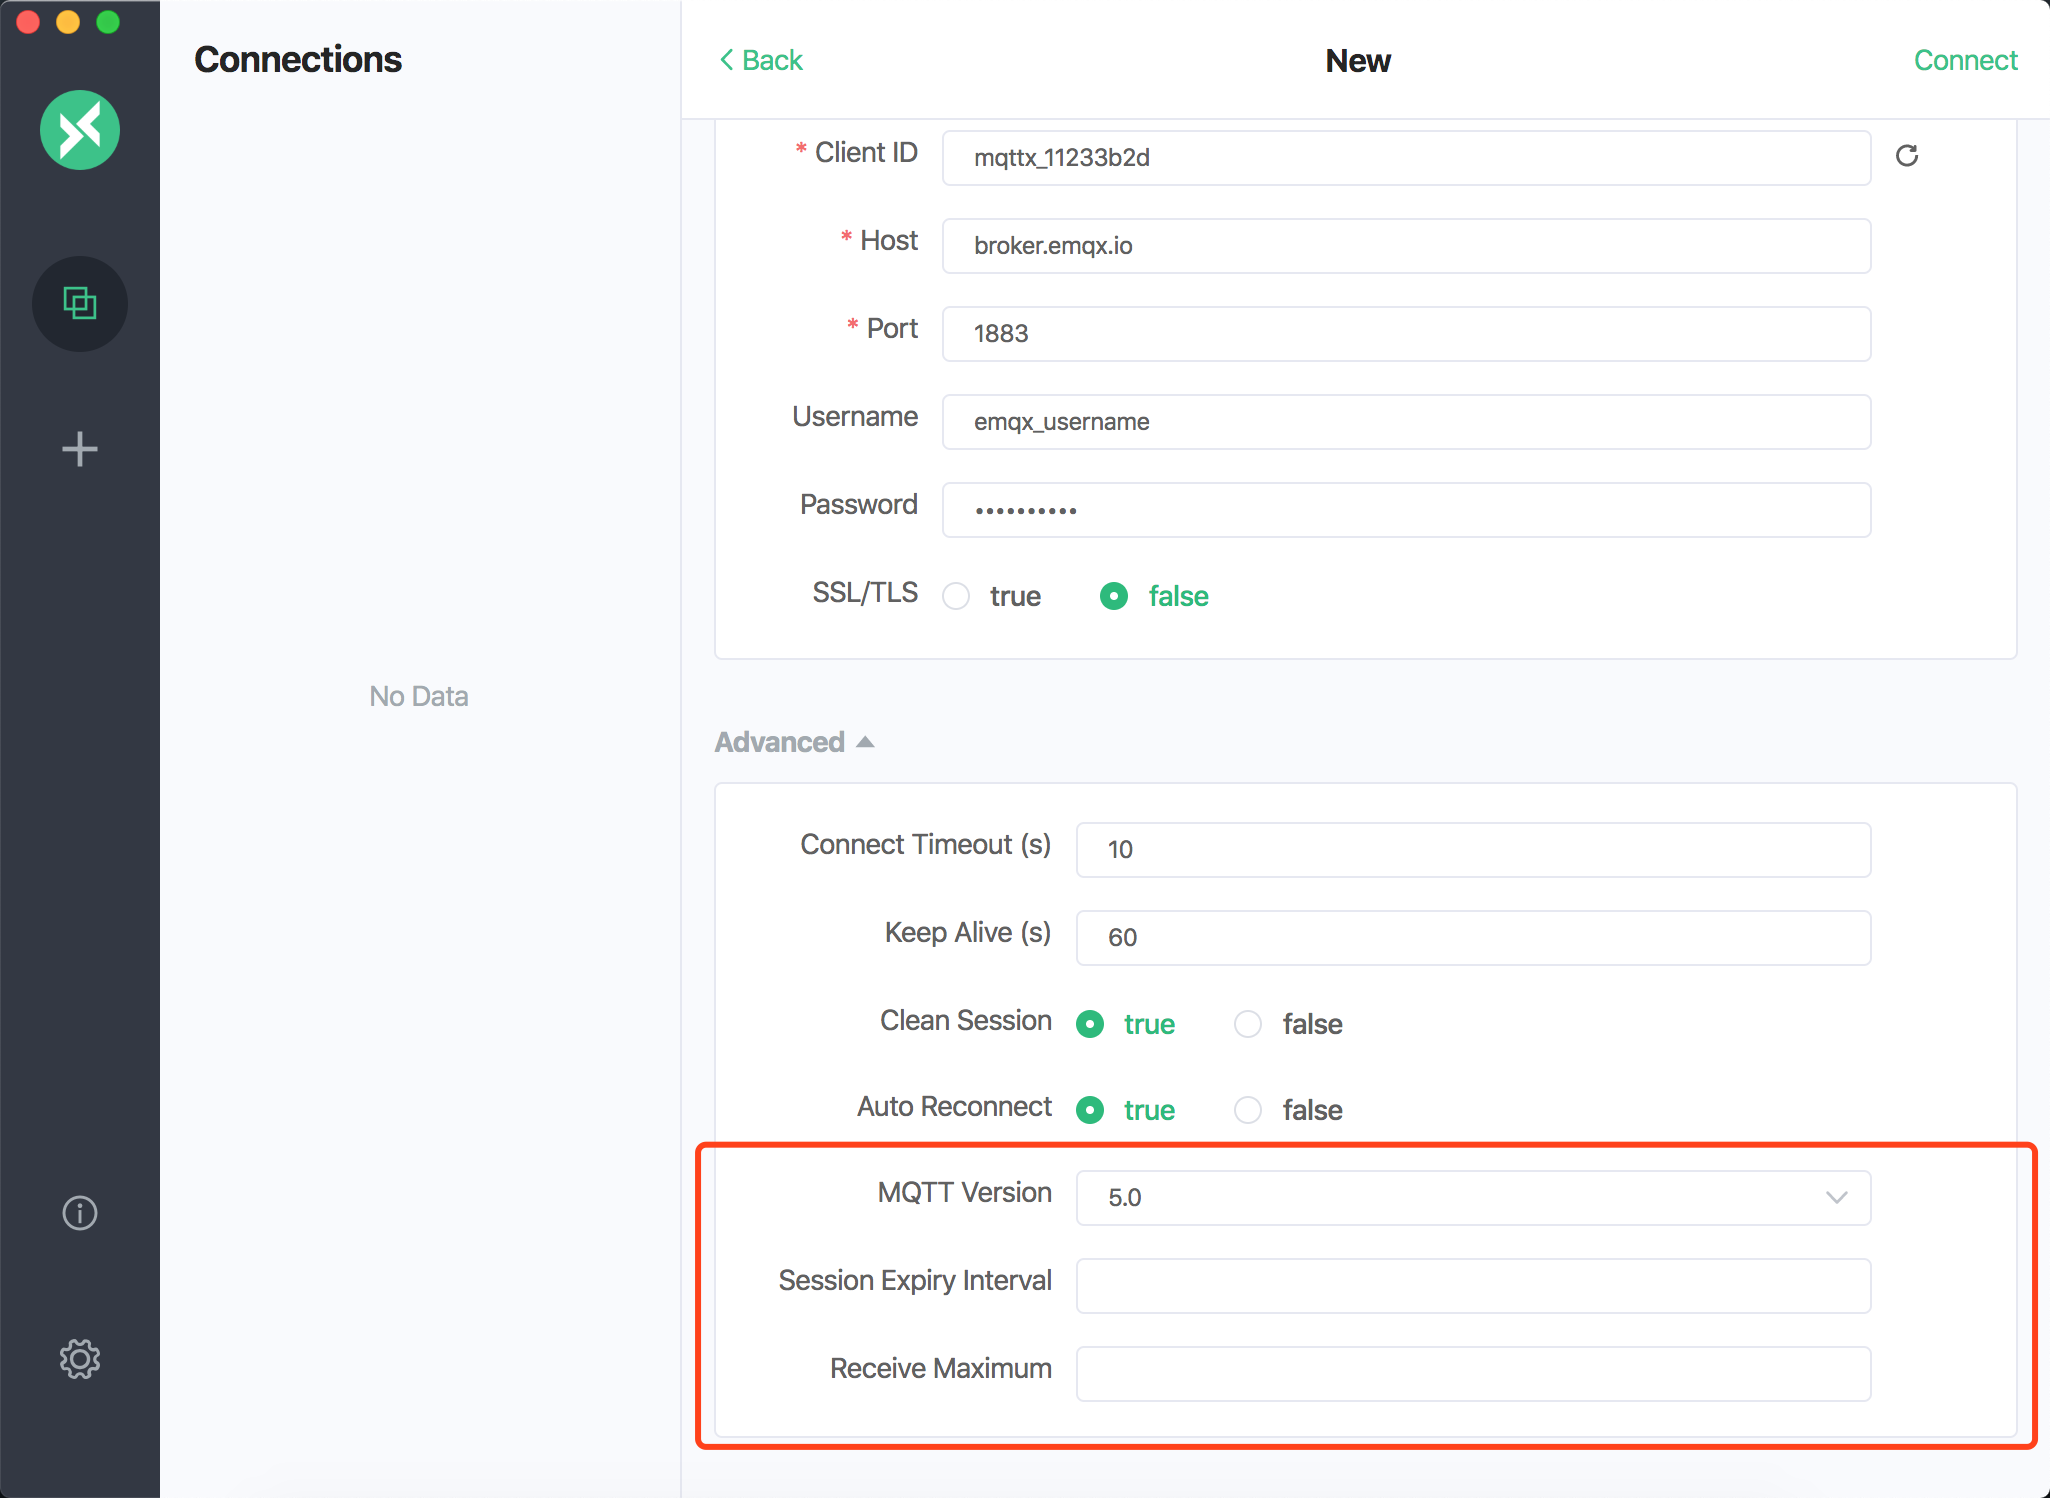 Connections
Back
New
Connect
* Client ID
mqttx_11233b2d
* Host
broker.emqx.io
* Port
1883
Username
emqx_username
Password
••••••••••
SSL/TLS
true
false
No Data
Advanced
Connect Timeout (s)
10
Keep Alive (s)
60
Clean Session
true
false
Auto Reconnect
true
false
MQTT Version
5.0
Session Expiry Interval
Receive Maximum